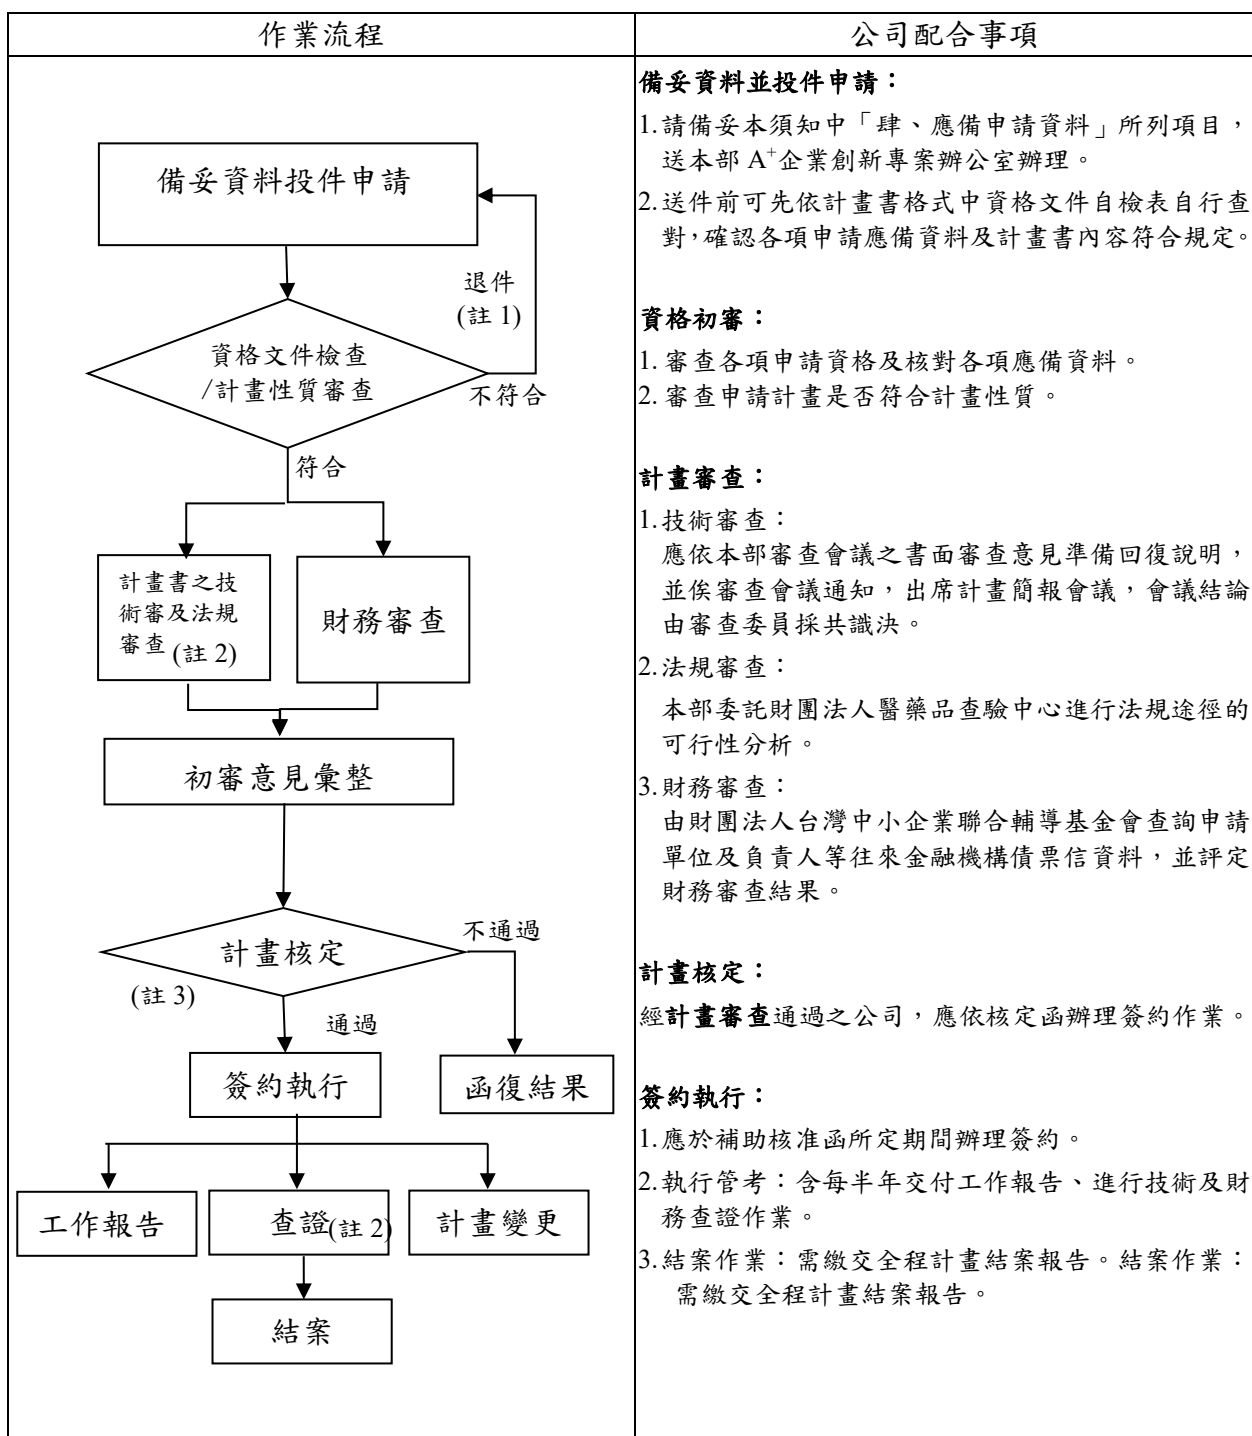 作業流程
公司配合事項
備妥資料投件申請
退件
(註 1)
資格文件檢查
/計畫性質審查
不符合
符合
計畫書之技
術審及法規
審查 (註 2)
財務審查
初審意見彙整
不通過
計畫核定
(註 3)
通過
簽約執行
函復結果
工作報告
查證(註 2)
計畫變更
結案
備妥資料並投件申請：
1.請備妥本須知中「肆、應備申請資料」所列項目，
送本部 A+企業創新專案辦公室辦理。
2.送件前可先依計畫書格式中資格文件自檢表自行查
對，確認各項申請應備資料及計畫書內容符合規定。
資格初審：
1. 審查各項申請資格及核對各項應備資料。
2. 審查申請計畫是否符合計畫性質。
計畫審查：
1.技術審查：
應依本部審查會議之書面審查意見準備回復說明，
並俟審查會議通知，出席計畫簡報會議，會議結論
由審查委員採共識決。
2.法規審查：
本部委託財團法人醫藥品查驗中心進行法規途徑的
可行性分析。
3.財務審查：
由財團法人台灣中小企業聯合輔導基金會查詢申請
單位及負責人等往來金融機構債票信資料，並評定
財務審查結果。
計畫核定：
經計畫審查通過之公司，應依核定函辦理簽約作業。
簽約執行：
1.應於補助核准函所定期間辦理簽約。
2.執行管考：含每半年交付工作報告、進行技術及財
務查證作業。
3.結案作業：需繳交全程計畫結案報告。結案作業：
需繳交全程計畫結案報告。